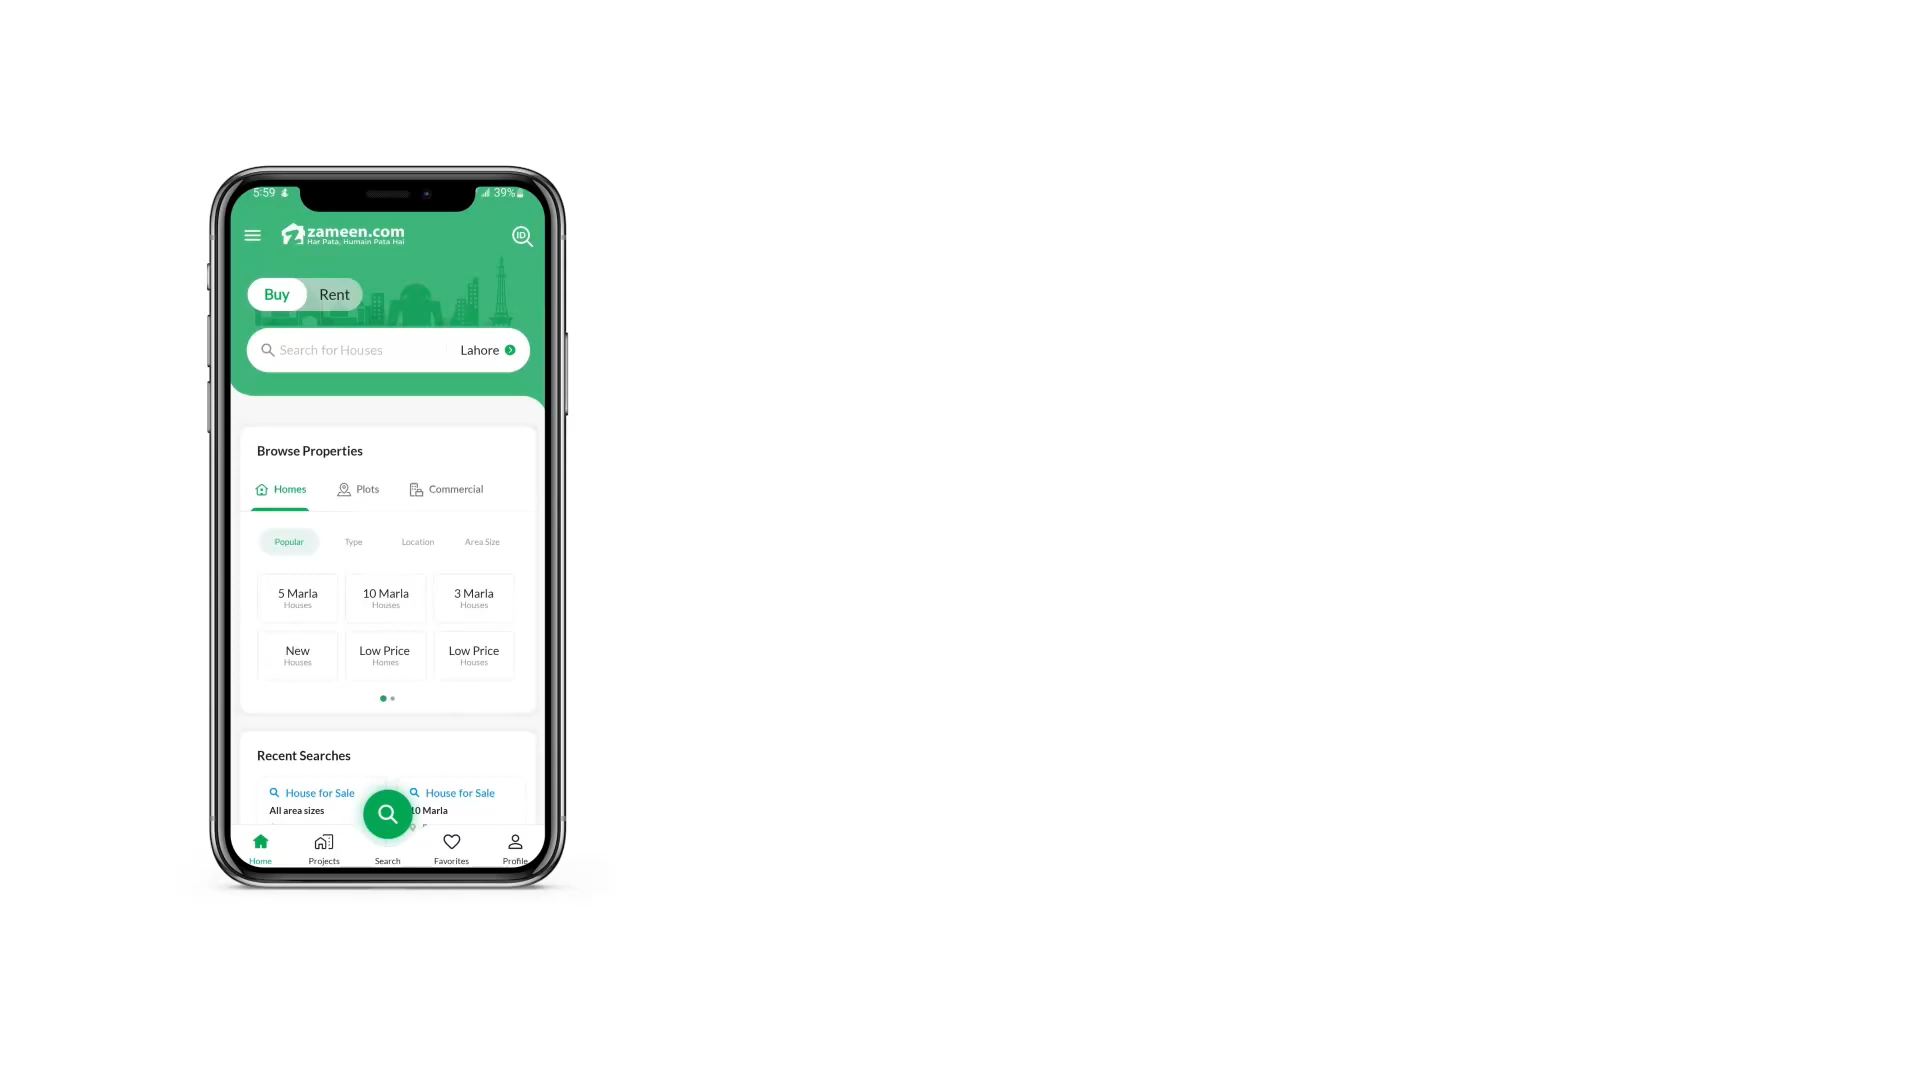 5:59 39%
zameen.com
Har Pata, Humain Pata Hai
ID
Buy Rent
Search for Houses Lahore
Browse Properties
Homes Plots Commercial
Popular Type Location Area Size
5 Marla 10 Marla 3 Marla
Houses Houses Houses
New Low Price Low Price
Houses Homes Houses
Recent Searches
House for Sale House for Sale
All area sizes 10 Marla
Home Projects Search Favorites Profile